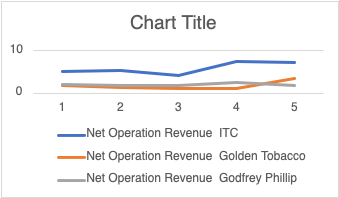 Chart Title
10
0
1 2 3 4 5
Net Operation Revenue ITC
Net Operation Revenue Golden Tobacco
Net Operation Revenue Godfrey Phillip